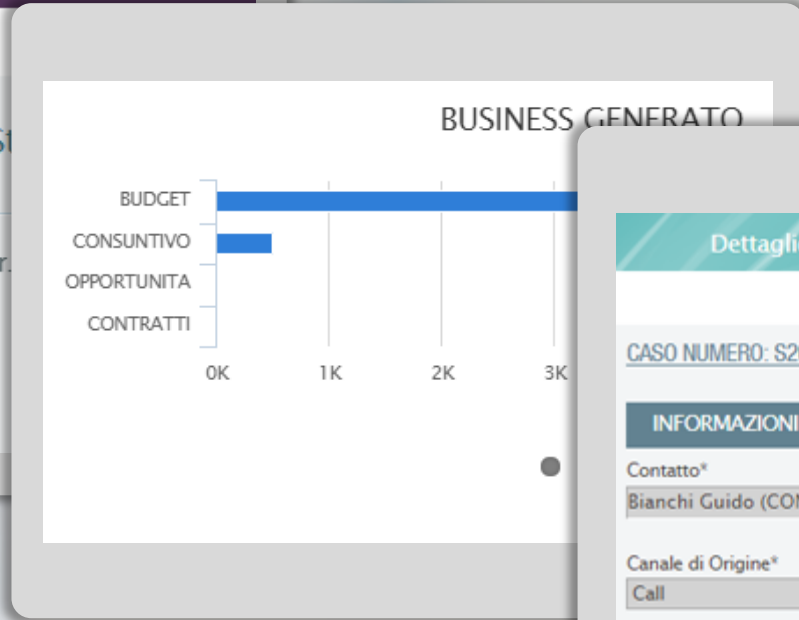 BUSINESS GENERATO
BUDGET
CONSUNTIVO
OPPORTUNITA
CONTRATTI
0K 1K 2K 3K
Dettagli
CASO NUMERO: S2
INFORMAZIONI
Contatto*
Bianchi Guido (CON
Canale di Origine*
Call